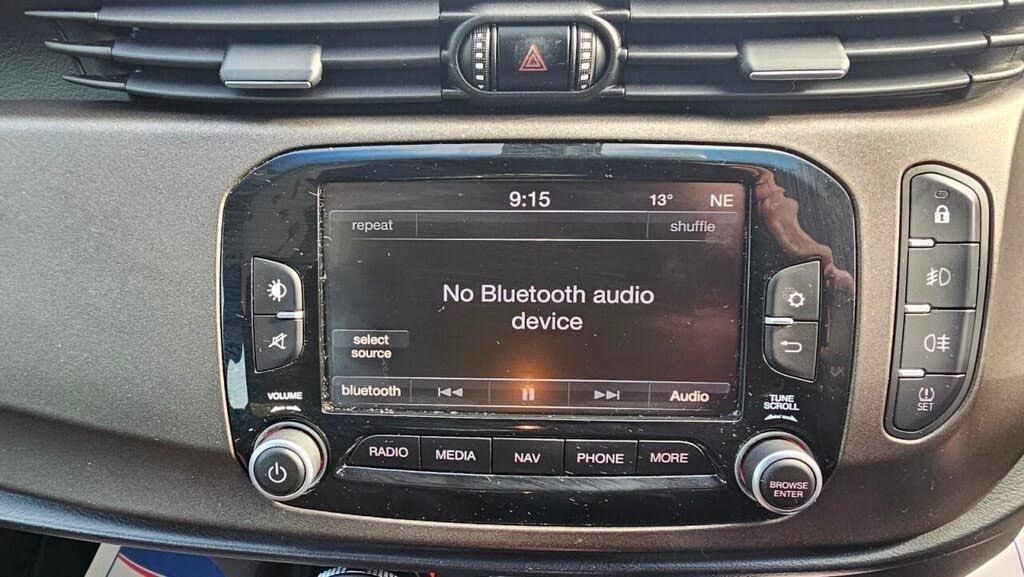 9:15 13° NE
repeat shuffle
No Bluetooth audio
device
select
source
bluetooth Audio
VOLUME
TUNE
SCROLL
RADIO MEDIA NAV PHONE MORE
BROWSE
ENTER
SET